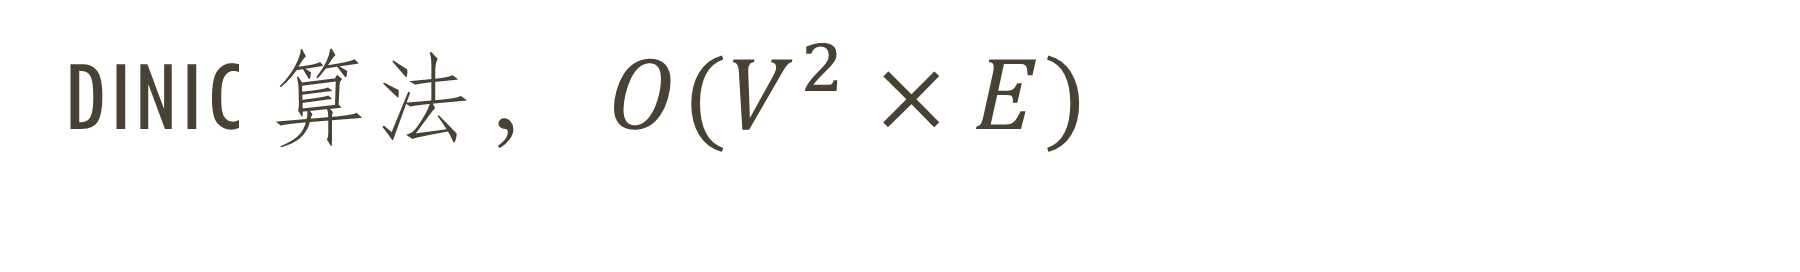 DINIC 算法，O(V² × E)